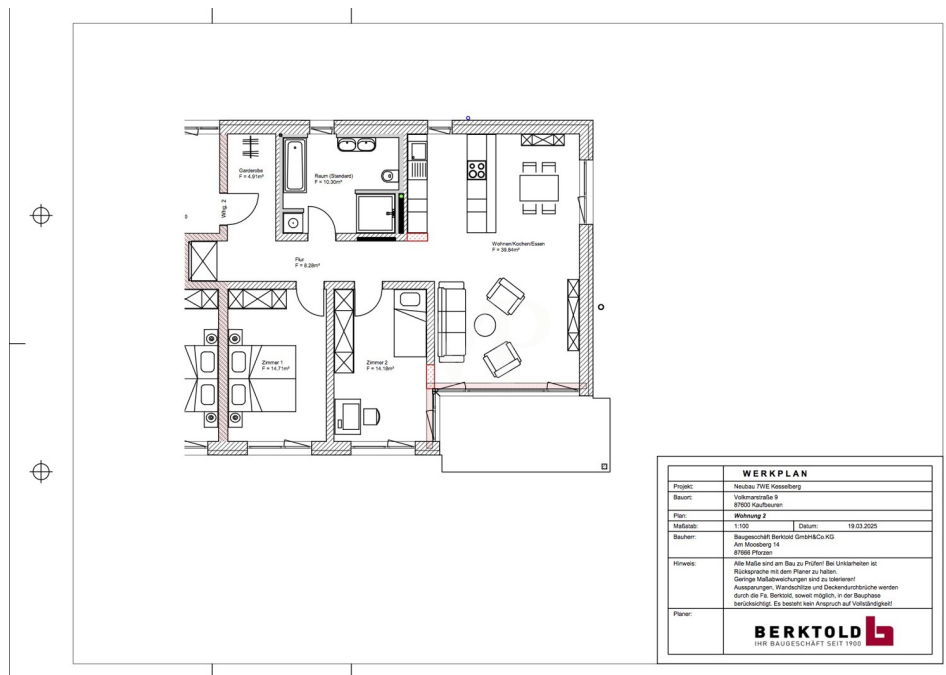 Garderobe
F = 4.91m²
Raum (Standard)
F = 10.30m²
Whg. 2
Wohnen/Kochen/Essen
F = 39.84m²
Flur
F = 8.28m²
Zimmer 1
F = 14.71m²
Zimmer 2
F = 14.18m²
WERKPLAN
Projekt: Neubau 7WE Kesselberg
Bauort: Volkmarstraße 9
87600 Kaufbeuren
Plan: Wohnung 2
Maßstab: 1:100 Datum: 19.03.2025
Bauherr: Baugeschäft Berktold GmbH&Co.KG
Am Moosberg 14
87666 Pforzen
Hinweis: Alle Maße sind am Bau zu Prüfen! Bei Unklarheiten ist
Rücksprache mit dem Planer zu halten.
Geringe Maßabweichungen sind zu tolerieren!
Aussparungen, Wandschlitze und Deckendurchbrüche werden
durch die Fa. Berktold, soweit möglich, in der Bauphase
berücksichtigt. Es besteht kein Anspruch auf Vollständigkeit!
Planer:
BERKTOLD
IHR BAUGESCHÄFT SEIT 1900